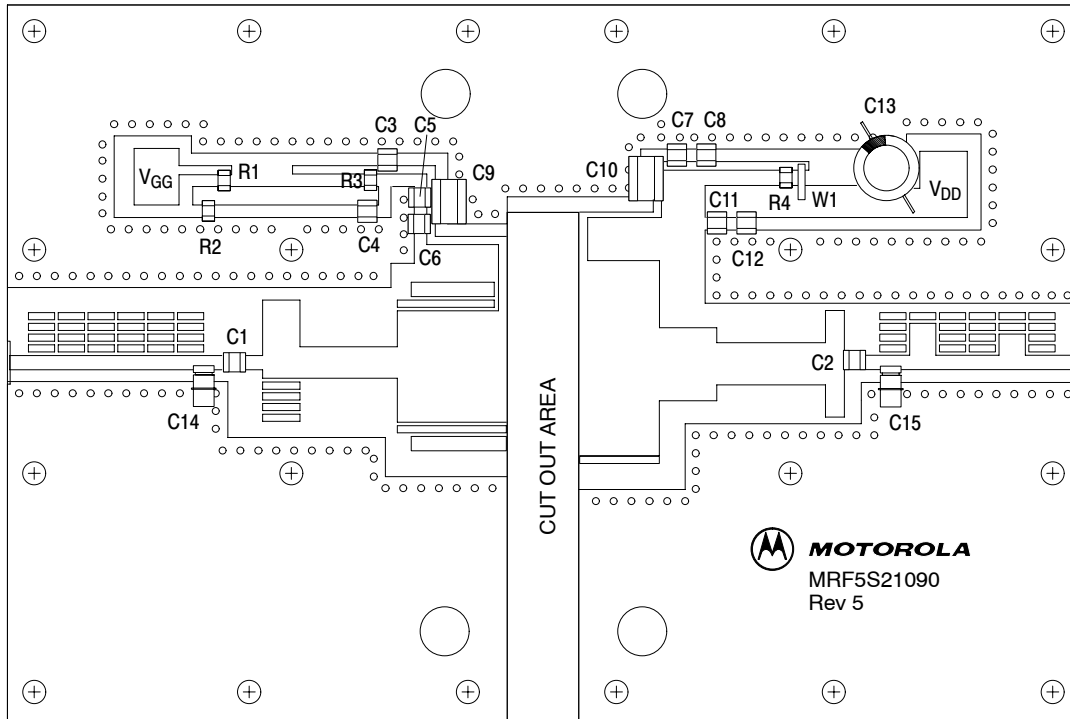 C13
C3
C5
C7
C8
C10
C9
VGG
R1
R3
VDD
R4
W1
C11
R2
C4
C6
C12
C1
C2
C14
C15
CUT OUT AREA
MOTOROLA
MRF5S21090
Rev 5